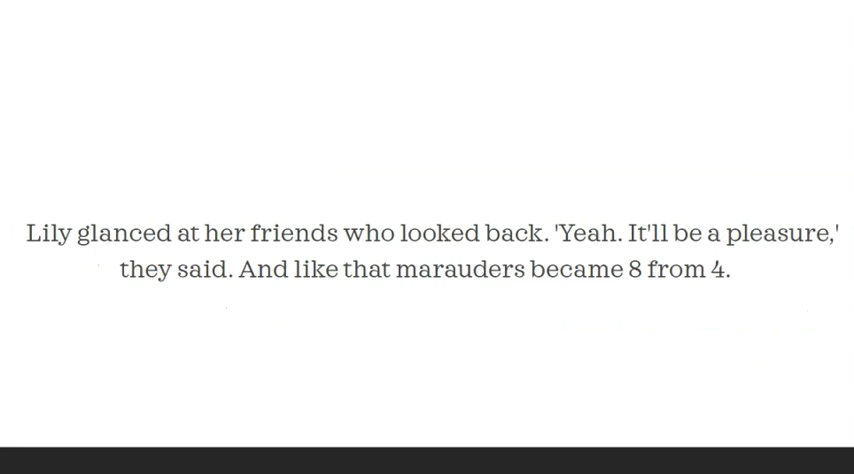 Lily glanced at her friends who looked back. 'Yeah. It'll be a pleasure,'
they said. And like that marauders became 8 from 4.